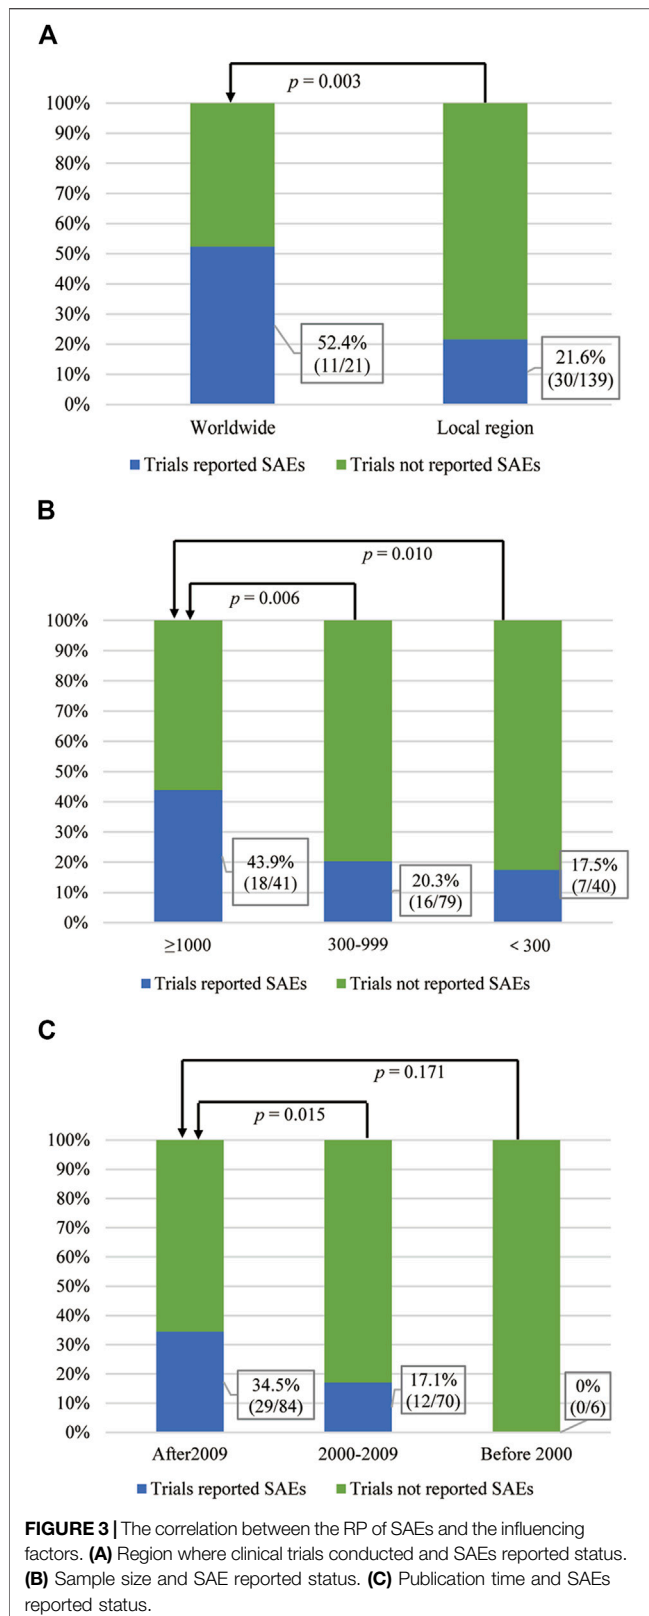 A
p = 0.003
100%
90%
80%
70%
60%
50%
40%
30%
20%
10%
0%
52.4%
(11/21)
21.6%
(30/139)
Worldwide Local region
Trials reported SAEs Trials not reported SAEs
B
p = 0.010
p = 0.006
100%
90%
80%
70%
60%
50%
40%
30%
20%
10%
0%
43.9%
(18/41)
20.3%
(16/79)
17.5%
(7/40)
≥1000 300-999 < 300
Trials reported SAEs Trials not reported SAEs
C
p = 0.171
p = 0.015
100%
90%
80%
70%
60%
50%
40%
30%
20%
10%
0%
34.5%
(29/84)
17.1%
(12/70)
0%
(0/6)
After2009 2000-2009 Before 2000
Trials reported SAEs Trials not reported SAEs
FIGURE 3 | The correlation between the RP of SAEs and the influencing
factors. (A) Region where clinical trials conducted and SAEs reported status.
(B) Sample size and SAE reported status. (C) Publication time and SAEs
reported status.